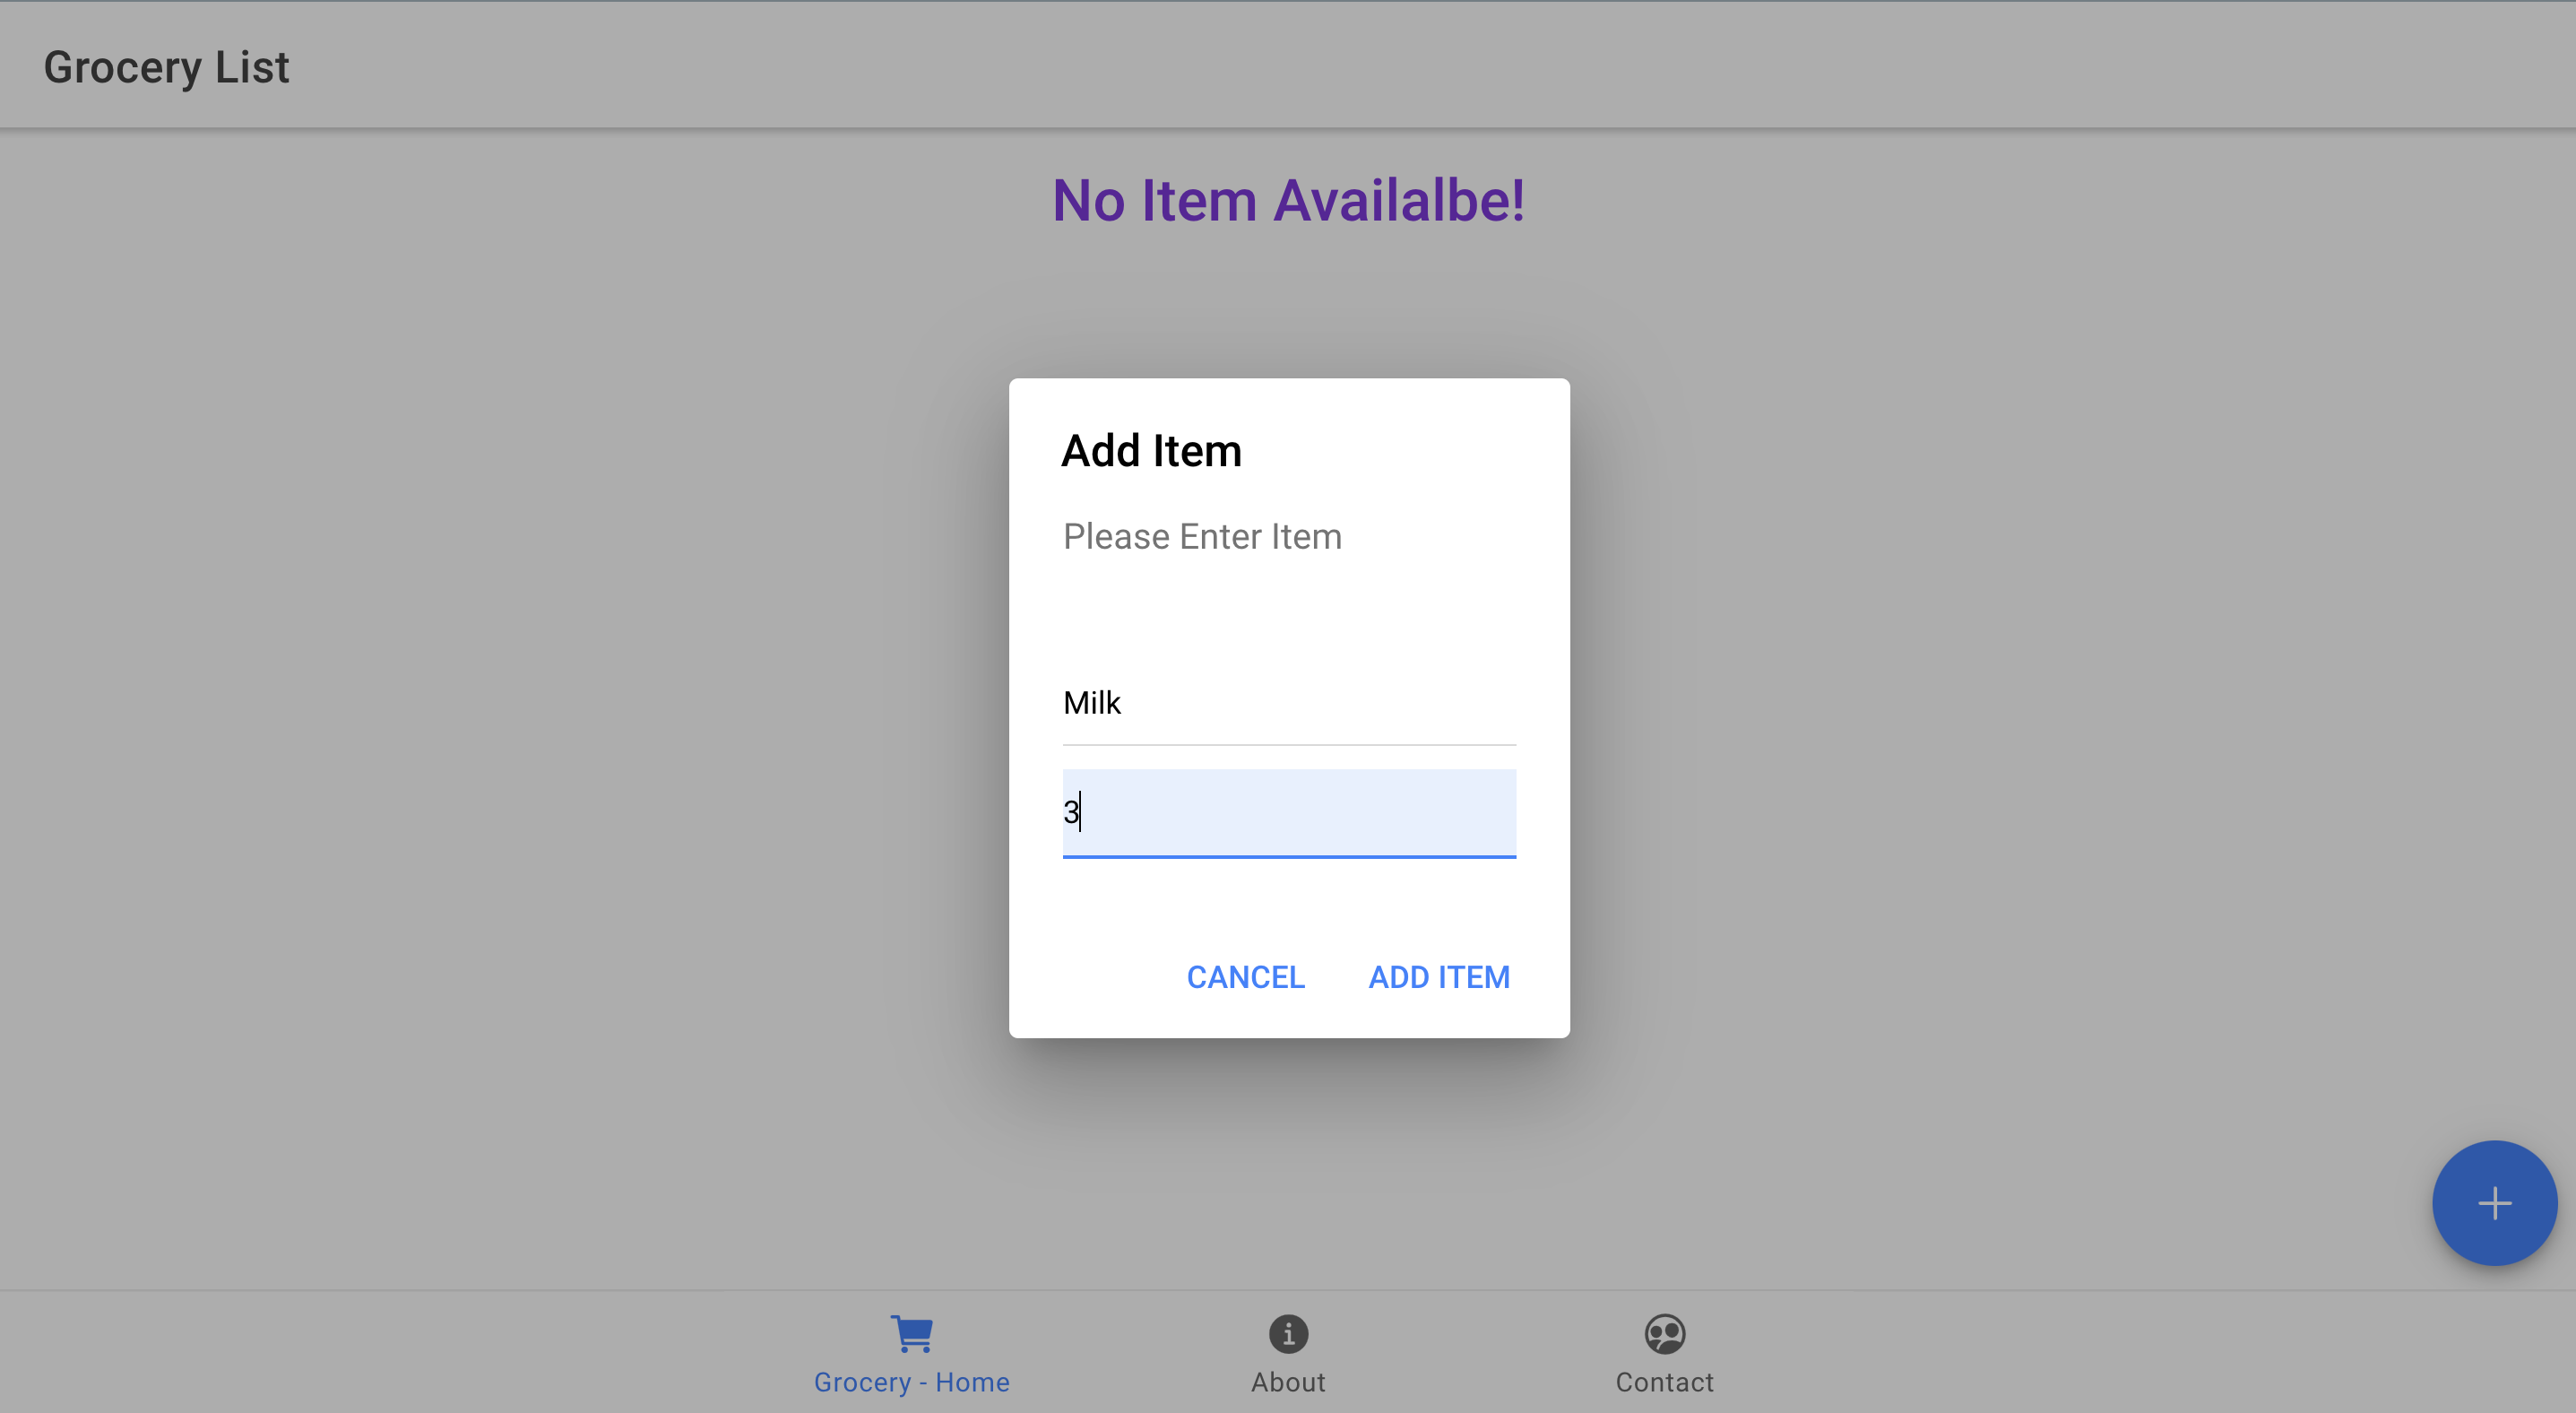 Grocery List
No Item Availalbe!
Add Item
Please Enter Item
Milk
3
CANCEL ADD ITEM
Grocery - Home About Contact